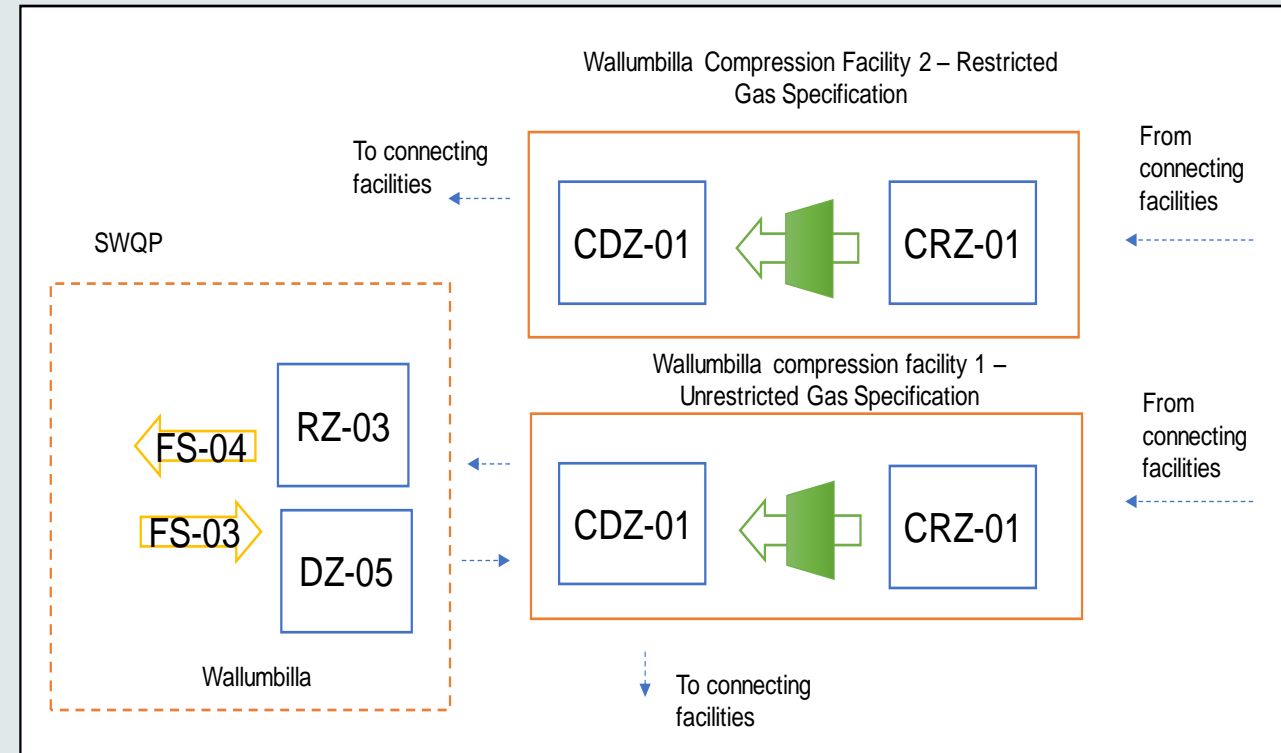 Wallumbilla Compression Facility 2 – Restricted
Gas Specification
To connecting
facilities
From
connecting
facilities
CDZ-01
CRZ-01
SWQP
Wallumbilla compression facility 1 –
Unrestricted Gas Specification
From
connecting
facilities
RZ-03
FS-04
FS-03
DZ-05
CDZ-01
CRZ-01
Wallumbilla
To connecting
facilities